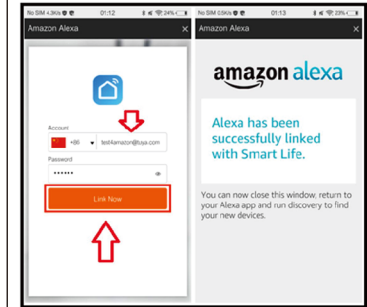 No SIM 4.3K/s 01:12 24%
Amazon Alexa ×
Account
+86 ▼ test4amazon@tuya.com
Password
••••••
Link Now
No SIM 0.5K/s 01:13 23%
Amazon Alexa ×
amazon alexa
Alexa has been
successfully linked
with Smart Life.
You can now close this window, return to
your Alexa app and run discovery to find
your new devices.